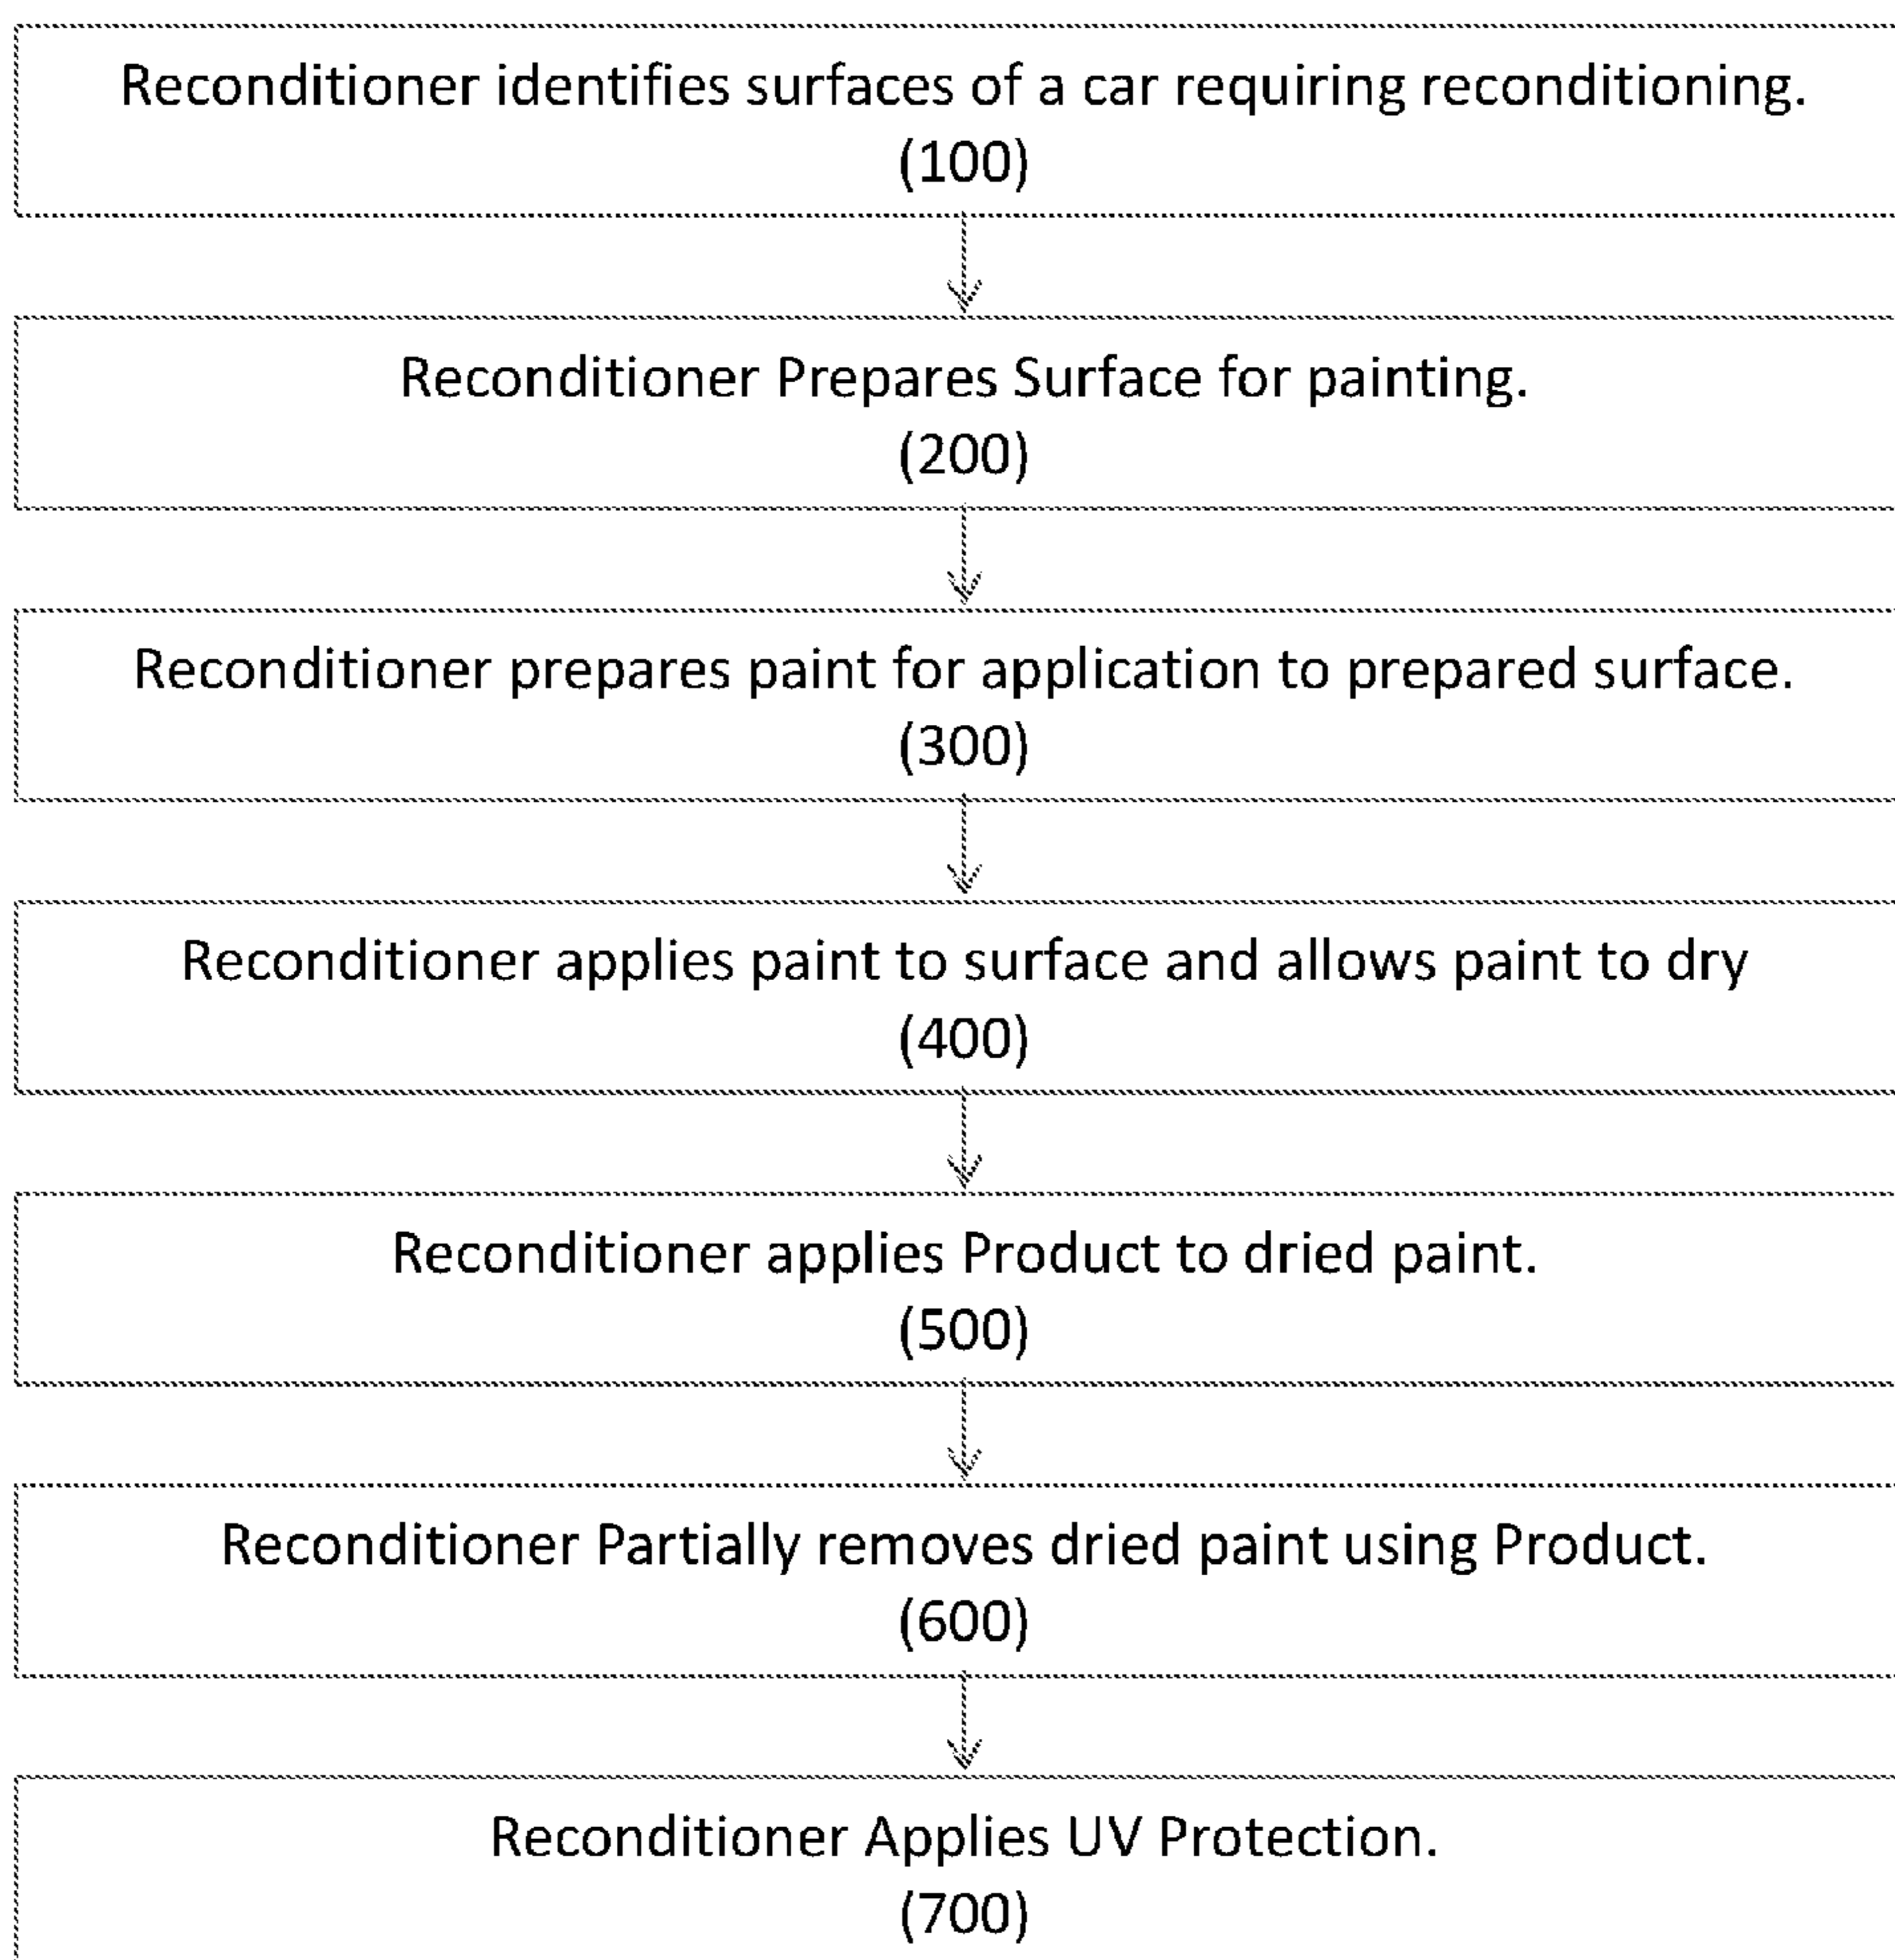 Reconditioner identifies surfaces of a car requiring reconditioning.
(100)
Reconditioner Prepares Surface for painting.
(200)
Reconditioner prepares paint for application to prepared surface.
(300)
Reconditioner applies paint to surface and allows paint to dry
(400)
Reconditioner applies Product to dried paint.
(500)
Reconditioner Partially removes dried paint using Product.
(600)
Reconditioner Applies UV Protection.
(700)